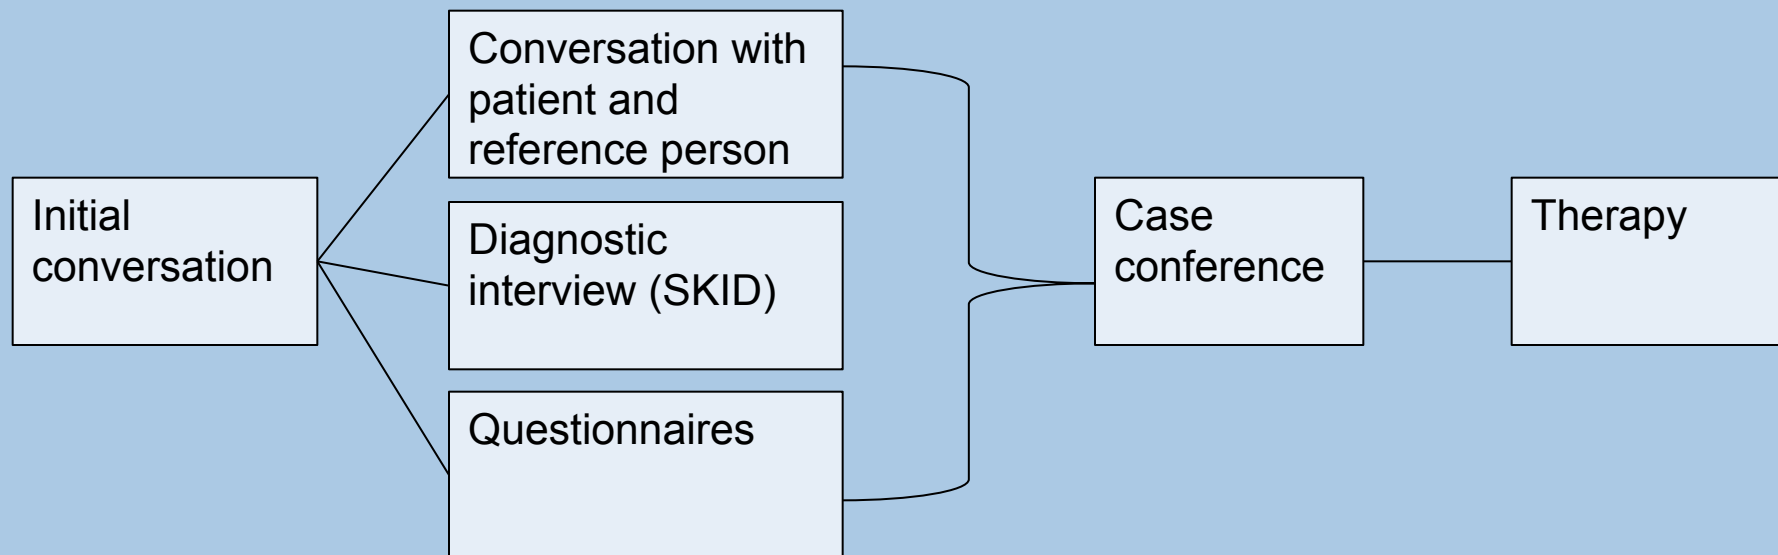 Initial
conversation
Conversation with
patient and
reference person
Diagnostic
interview (SKID)
Questionnaires
Case
conference
Therapy